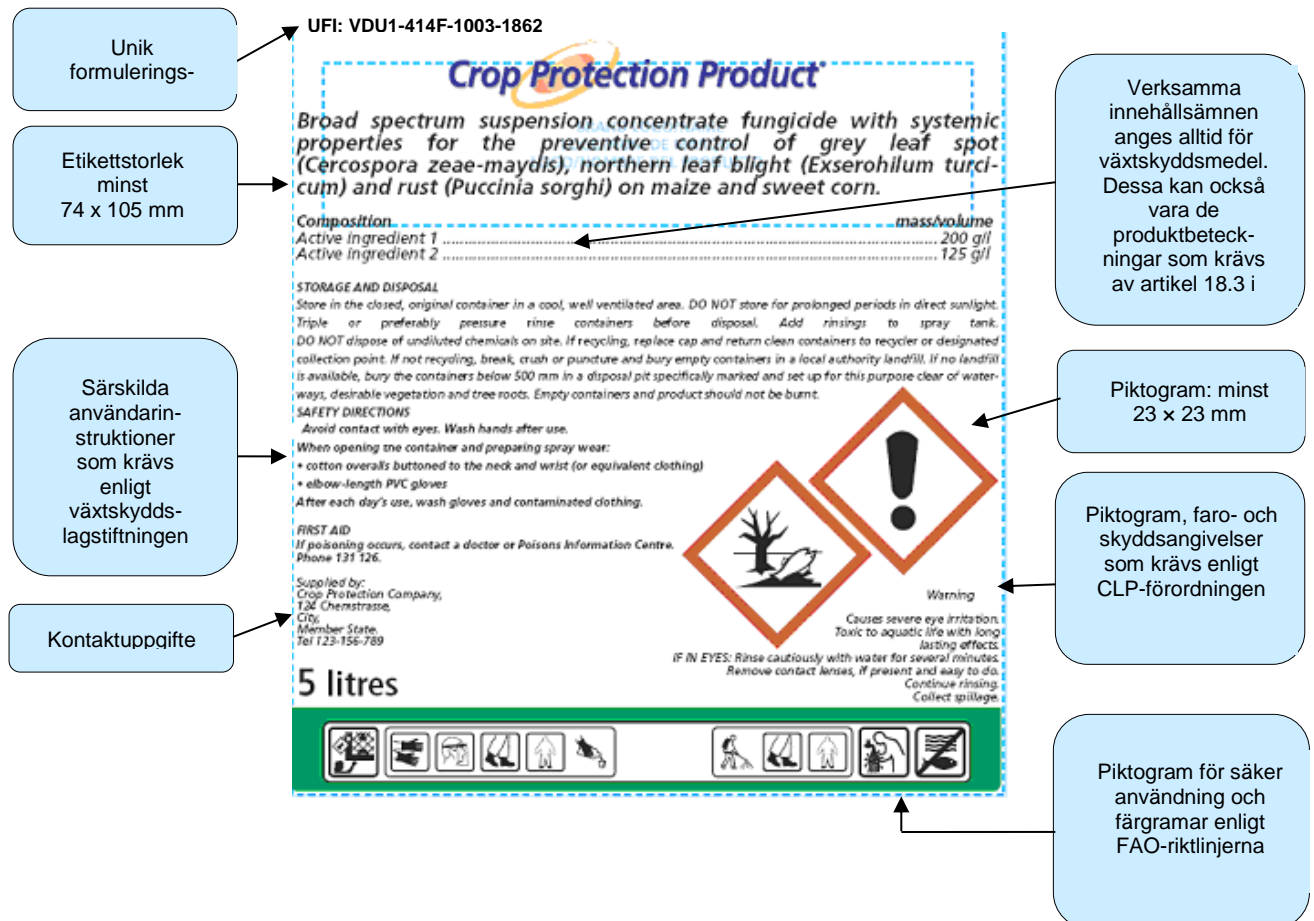 UFI: VDU1-414F-1003-1862
Unik
formulerings-
Etikettstorlek
minst
74 x 105 mm
Särskilda
användarin-
struktioner
som krävs
enligt
växtskydds-
lagstiftningen
Kontaktuppgifte
Crop Protection Product
Broad spectrum suspension concentrate fungicide with systemic
properties for the preventive control of grey leaf spot
(Cercospora zeae-maydis), northern leaf blight (Exserohilum turci-
cum) and rust (Puccinia sorghi) on maize and sweet corn.
Composition mass/volume
Active ingredient 1 200 g/l
Active ingredient 2 125 g/l
STORAGE AND DISPOSAL
Store in the closed, original container in a cool, well ventilated area. DO NOT store for prolonged periods in direct sunlight.
Triple or preferably pressure rinse containers before disposal. Add rinsings to spray tank.
DO NOT dispose of undiluted chemicals on site. If recycling, replace cap and return clean containers to recycler or designated
collection point. If not recycling, break, crush or puncture and bury empty containers in a local authority landfill. If no landfill
is available, bury the containers below 500 mm in a disposal pit specifically marked and set up for this purpose clear of water-
ways, desirable vegetation and tree roots. Empty containers and product should not be burnt.
SAFETY DIRECTIONS
Avoid contact with eyes. Wash hands after use.
When opening the container and preparing spray wear:
• cotton overalls buttoned to the neck and wrist (or equivalent clothing)
• elbow-length PVC gloves
After each day's use, wash gloves and contaminated clothing.
FIRST AID
If poisoning occurs, contact a doctor or Poisons Information Centre.
Phone 131 126.
Supplied by:
Crop Protection Company,
124 Chemstrasse,
City,
Member State.
Tel 123-156-789
5 litres
Warning
Causes severe eye irritation.
Toxic to aquatic life with long
lasting effects.
IF IN EYES: Rinse cautiously with water for several minutes.
Remove contact lenses, if present and easy to do.
Continue rinsing.
Collect spillage.
Verksamma
innehållsämnen
anges alltid för
växtskyddsmedel.
Dessa kan också
vara de
produktbeteck-
ningar som krävs
av artikel 18.3 i
Piktogram: minst
23 × 23 mm
Piktogram, faro- och
skyddsangivelser
som krävs enligt
CLP-förordningen
Piktogram för säker
användning och
färgramar enligt
FAO-riktlinjerna